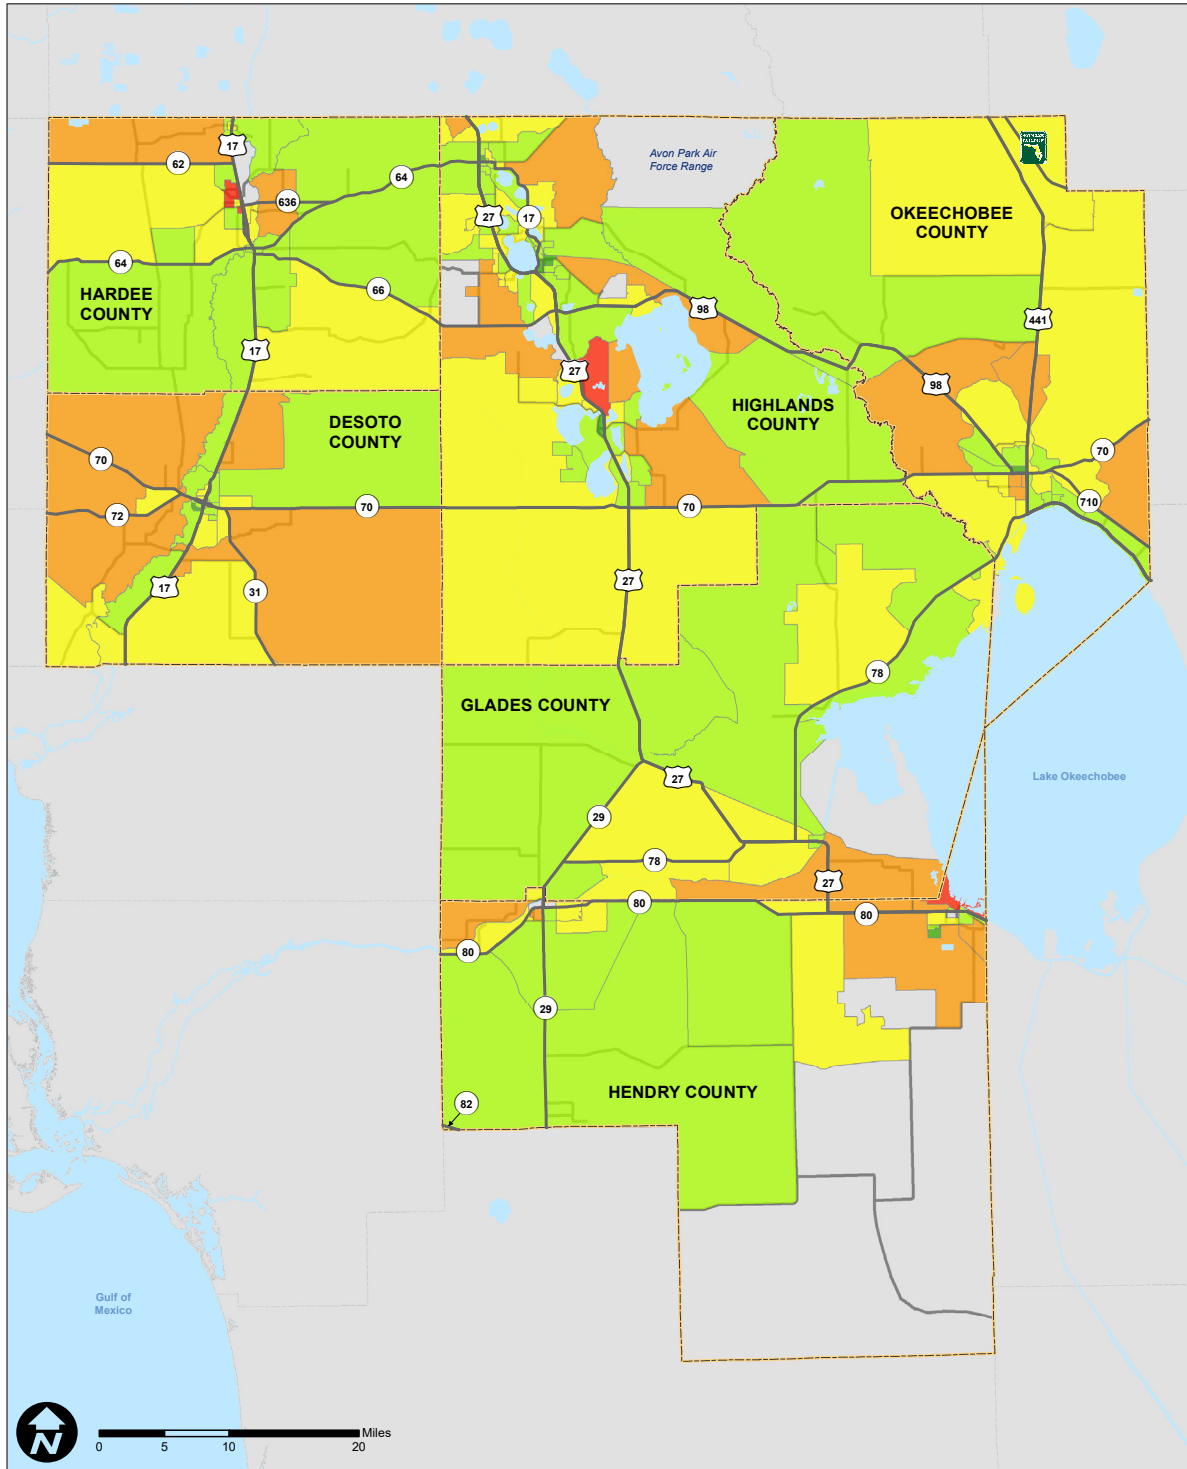 Avon Park Air
Force Range
17
62
64
636
27
17
OKEECHOBEE
COUNTY
64
HARDEE
COUNTY
66
98
441
17
27
98
HIGHLANDS
COUNTY
DESOTO
COUNTY
70
70
72
70
70
710
17
31
27
78
GLADES COUNTY
27
Lake Okeechobee
29
78
27
80
80
80
29
HENDRY COUNTY
82
Gulf of
Mexico
N
Miles
0
5
10
20